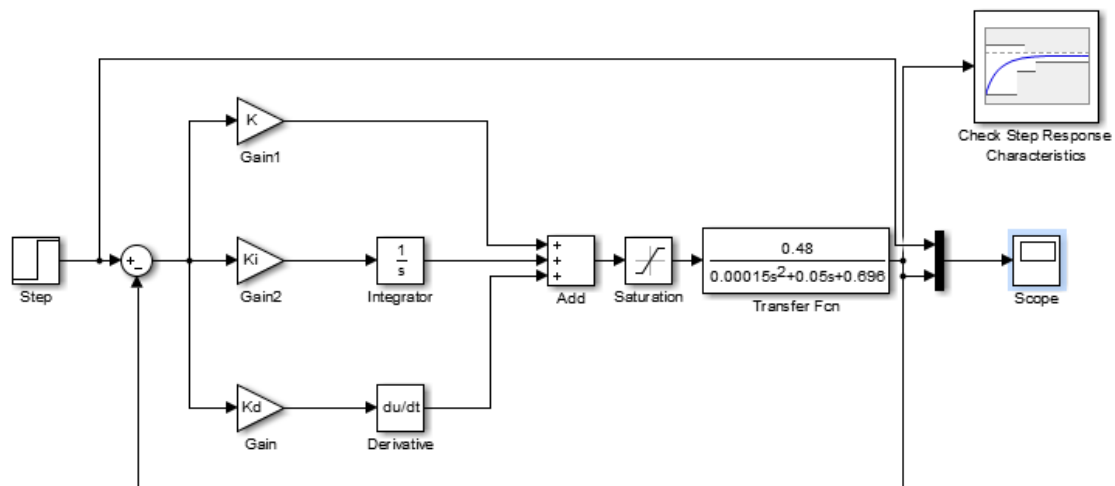 Check Step Response
Characteristics
K
Gain1
Step
+
−
Ki
Gain2
1
s
Integrator
+
+
+
Add
Saturation
0.48
0.00015s²+0.05s+0.696
Transfer Fcn
Scope
Kd
Gain
du/dt
Derivative